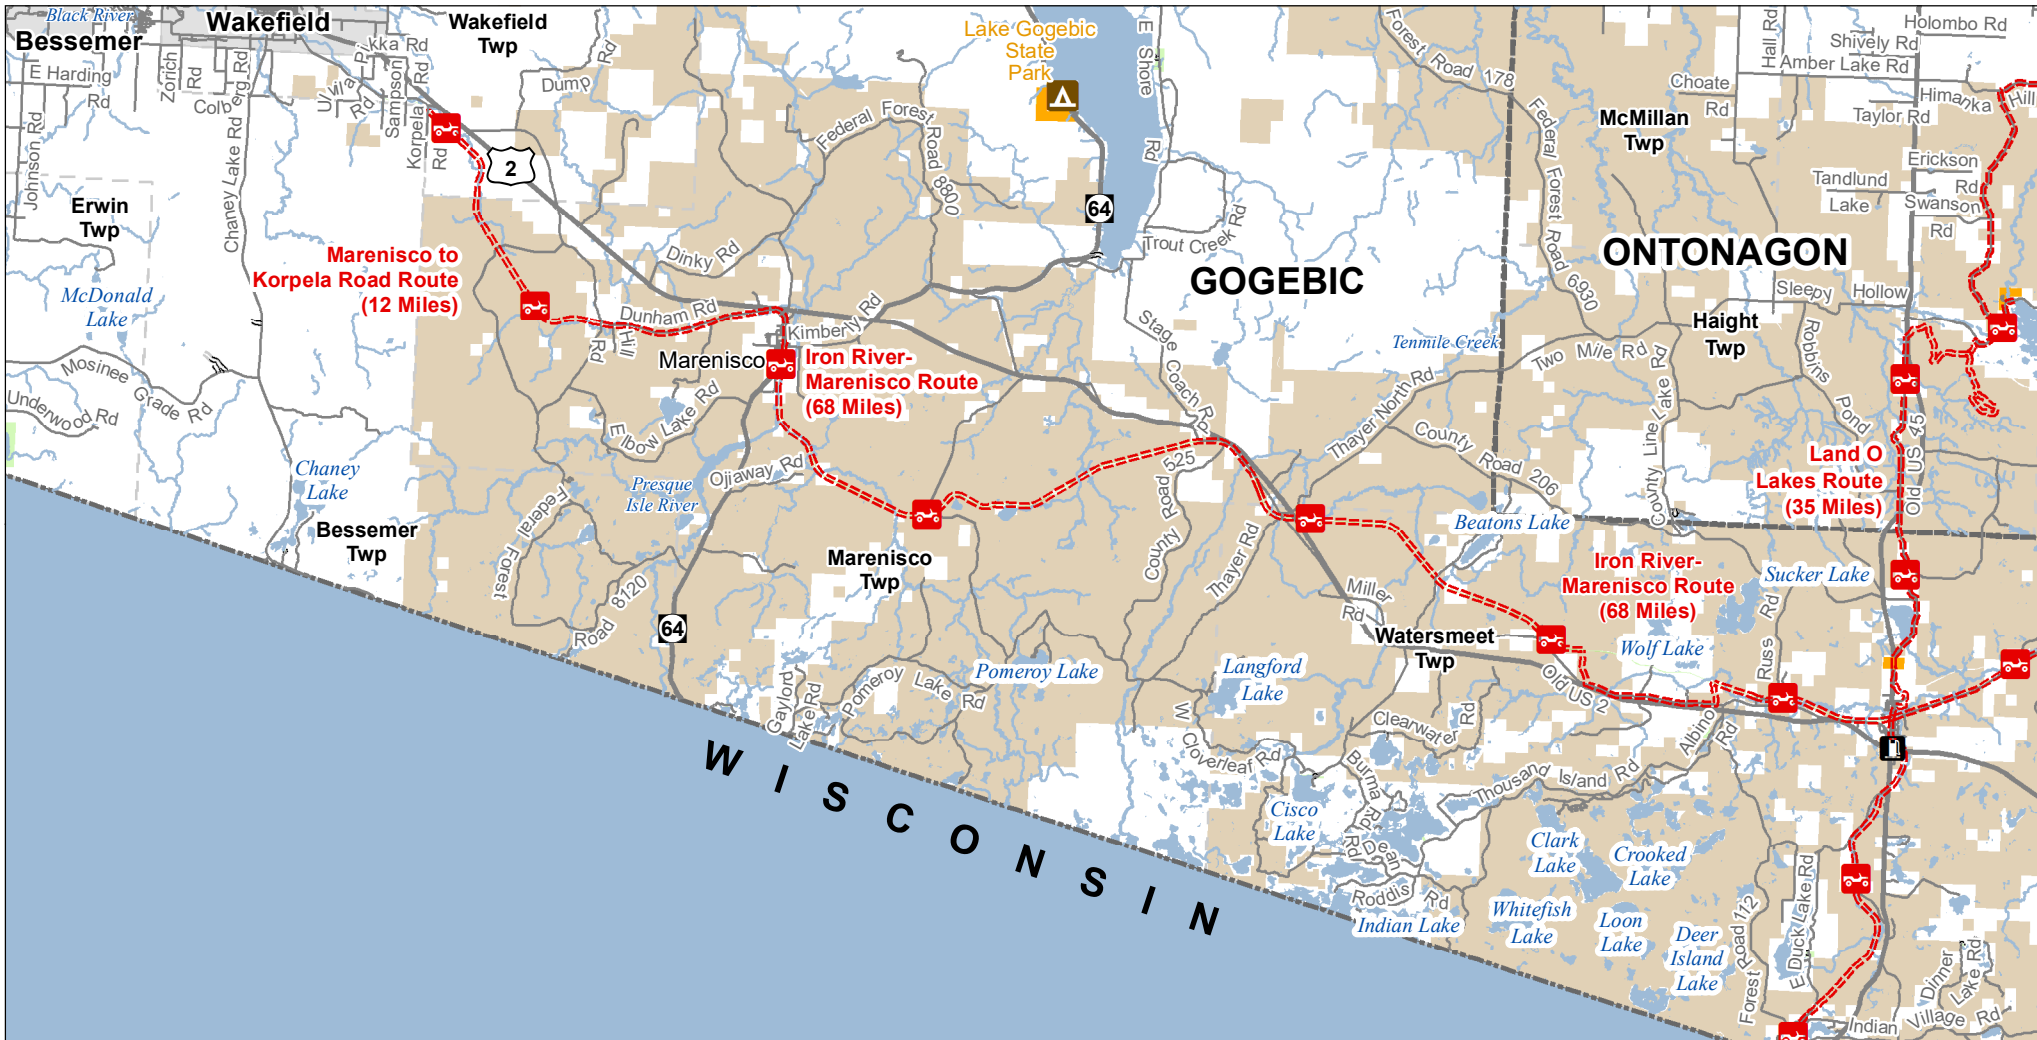 Black River
Bessemer
Wakefield
Wakefield
Twp
E Harding
Rd
Zorich
Rd
Colberg Rd
Chaney Lake Rd
Johnson Rd
Pikka Rd
Ulvila
Rd
Sampson
Korpela Rd
Rd
Dump Rd
2
Erwin
Twp
McDonald
Lake
Marenisco to
Korpela Road Route
(12 Miles)
Mosinee
Grade Rd
Underwood Rd
Chaney
Lake
Bessemer
Twp
Lake Gogebic
State
Park
Federal Forest
Road 8800
64
E Shore
Rd
Trout Creek Rd
Dinky Rd
Dunham Rd
Hill
Rd
Kimberly Rd
Marenisco
Iron River-
Marenisco Route
(68 Miles)
Elbow Lake Rd
Ojiaway Rd
Presque
Isle River
Federal Forest
Road 8120
64
Marenisco
Twp
Gaylord
Lake Rd
Pomeroy
Lake
Rd
Pomeroy Lake
GOGEBIC
Stage
Coach Rd
County Road 525
Thayer Rd
Thayer North Rd
Tenmile Creek
Two Mile Rd
County
Road 206
Beatons Lake
Miller
Rd
Watersmeet
Twp
Old US 2
Langford
Lake
W Cloverleaf Rd
Clearwater Rd
Burma Rd
Dean
Rd
Thousand Island Rd
Cisco
Lake
Roddis Rd
Indian Lake
Forest Road 178
Federal Forest Road 6930
McMillan
Twp
ONTONAGON
Haight
Twp
County Line Lake Rd
Choate
Rd
Hall Rd
Holombo Rd
Shively Rd
Amber Lake Rd
Himanka Hill
Taylor Rd
Erickson
Rd
Tandlund
Lake
Swanson
Rd
Sleepy Hollow
Robbins
Pond
Old US 45
Land O
Lakes Route
(35 Miles)
Iron River-
Marenisco Route
(68 Miles)
Sucker Lake
Wolf Lake
Russ Rd
Albino
Rd
Clark
Lake
Crooked
Lake
Whitefish
Lake
Loon
Lake
Deer
Island
Lake
Forest Road 112
E Duck Lake Rd
Dinner
Lake Rd
Indian Village Rd
WISCONSIN